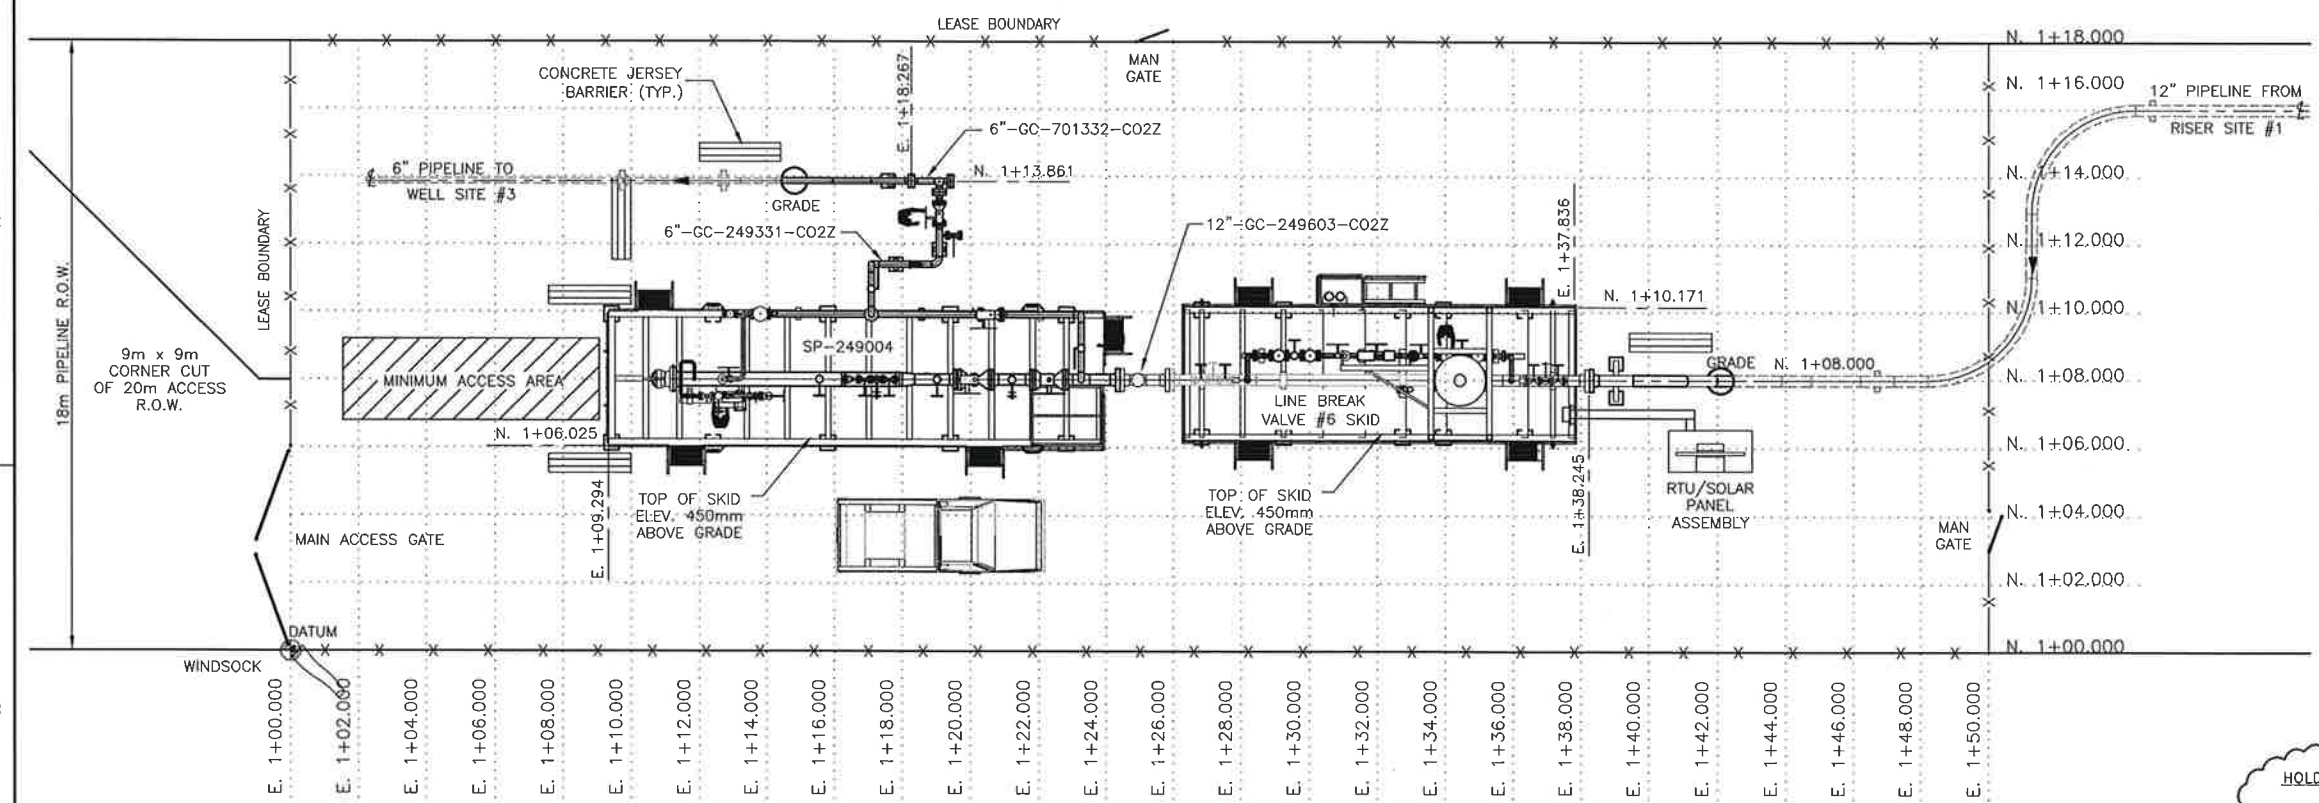 LEASE BOUNDARY
MAN
GATE
CONCRETE JERSEY
BARRIER (TYP.)
E. 1+18.267
6"-GC-701332-CO2Z
N. 1+13.861
6" PIPELINE TO
WELL SITE #3
GRADE
6"-GC-249331-CO2Z
12"-GC-249603-CO2Z
E. 1+37.836
N. 1+10.171
12" PIPELINE FROM
RISER SITE #1
N. 1+18.000
N. 1+16.000
N. 1+14.000
N. 1+12.000
N. 1+10.000
N. 1+08.000
N. 1+06.000
N. 1+04.000
N. 1+02.000
N. 1+00.000
18m PIPELINE R.O.W.
LEASE BOUNDARY
9m x 9m
CORNER CUT
OF 20m ACCESS
R.O.W.
MINIMUM ACCESS AREA
SP-249004
N. 1+06.025
E. 1+09.294
TOP OF SKID
ELEV. 450mm
ABOVE GRADE
LINE BREAK
VALVE #6 SKID
TOP OF SKID
ELEV. 450mm
ABOVE GRADE
GRADE
N. 1+08.000
E. 1+38.245
RTU/SOLAR
PANEL
ASSEMBLY
MAN
GATE
MAIN ACCESS GATE
DATUM
WINDSOCK
E. 1+00.000
E. 1+02.000
E. 1+04.000
E. 1+06.000
E. 1+08.000
E. 1+10.000
E. 1+12.000
E. 1+14.000
E. 1+16.000
E. 1+18.000
E. 1+20.000
E. 1+22.000
E. 1+24.000
E. 1+26.000
E. 1+28.000
E. 1+30.000
E. 1+32.000
E. 1+34.000
E. 1+36.000
E. 1+38.000
E. 1+40.000
E. 1+42.000
E. 1+44.000
E. 1+46.000
E. 1+48.000
E. 1+50.000
HOLD